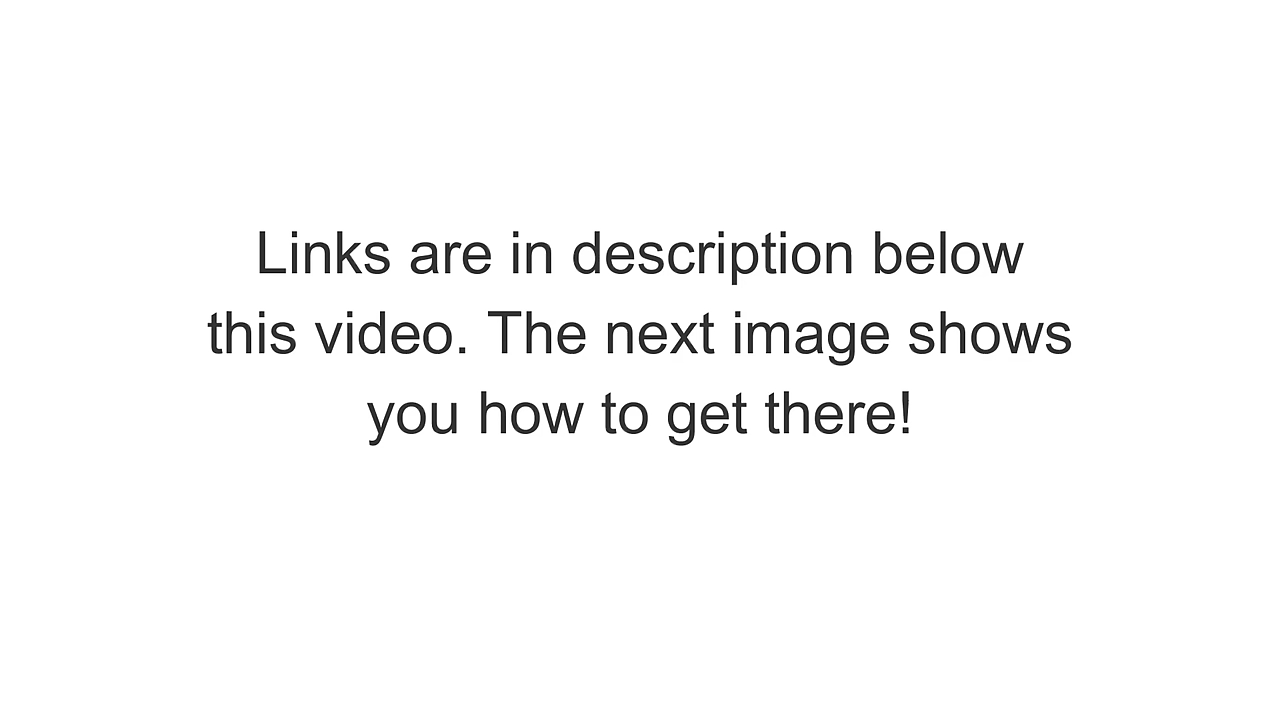 Links are in description below
this video. The next image shows
you how to get there!